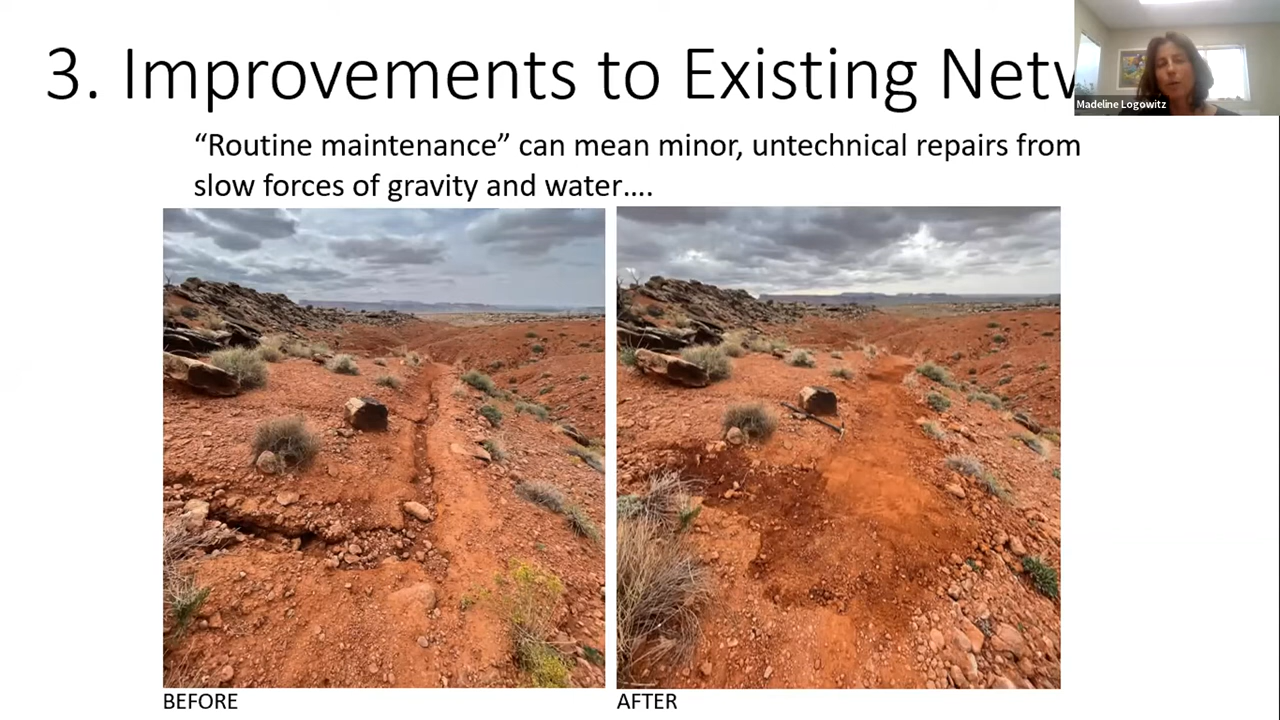 3. Improvements to Existing Netw
Madeline Logowitz
“Routine maintenance” can mean minor, untechnical repairs from
slow forces of gravity and water....
BEFORE
AFTER